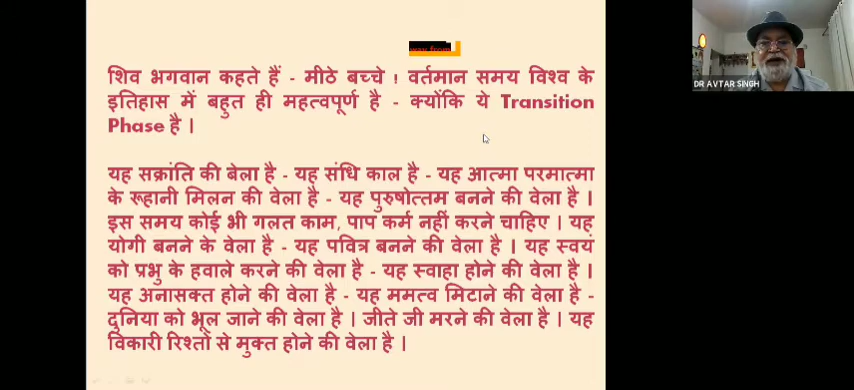 शिव भगवान कहते हैं - मीठे बच्चे ! वर्तमान समय विश्व के
इतिहास में बहुत ही महत्वपूर्ण है - क्योंकि ये Transition
Phase है ।
यह सक्रांति की बेला है - यह संधि काल है - यह आत्मा परमात्मा
के रूहानी मिलन की वेला है - यह पुरुषोत्तम बनने की वेला है ।
इस समय कोई भी गलत काम, पाप कर्म नहीं करने चाहिए । यह
योगी बनने के वेला है - यह पवित्र बनने की वेला है । यह स्वयं
को प्रभु के हवाले करने की वेला है - यह स्वाहा होने की वेला है ।
यह अनासक्त होने की वेला है - यह ममत्व मिटाने की वेला है -
दुनिया को भूल जाने की वेला है । जीते जी मरने की वेला है । यह
विकारी रिश्तों से मुक्त होने की वेला है ।
DR AVTAR SINGH